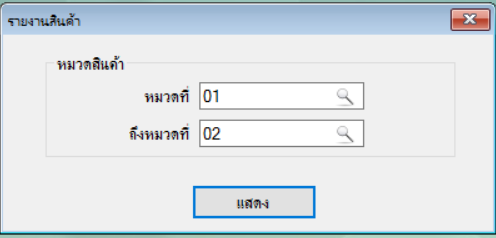 รายงานสินค้า
หมวดสินค้า
หมวดที่ 01
ถึงหมวดที่ 02
แสดง